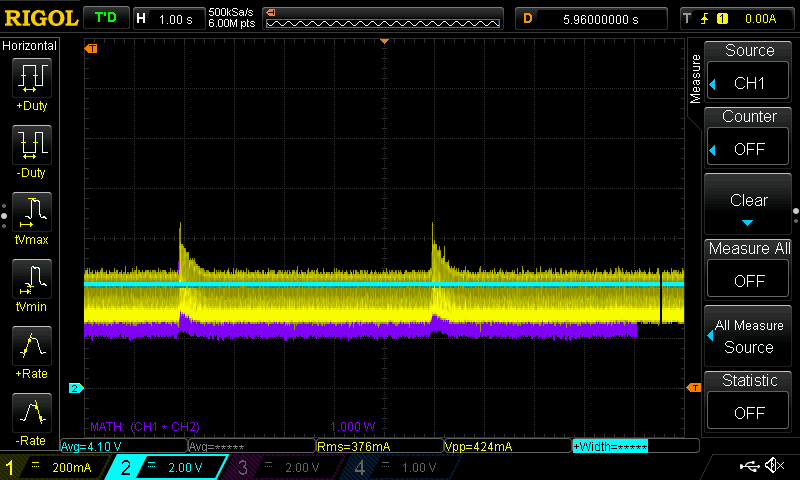 RIGOL T'D H 1.00 s 500kSa/s 6.00M pts D 5.96000000 s T 1 0.00A
Horizontal
+Duty
-Duty
tVmax
tVmin
+Rate
-Rate
T
T
2
MATH: (CH1 * CH2) 1.000 W
Measure
Source
CH1
Counter
OFF
Clear
Measure All
OFF
All Measure
Source
Statistic
OFF
Avg=4.10 V Avg=***** Rms=376mA Vpp=424mA +Width=*****
1 200mA 2 2.00 V 3 2.00 V 4 1.00 V